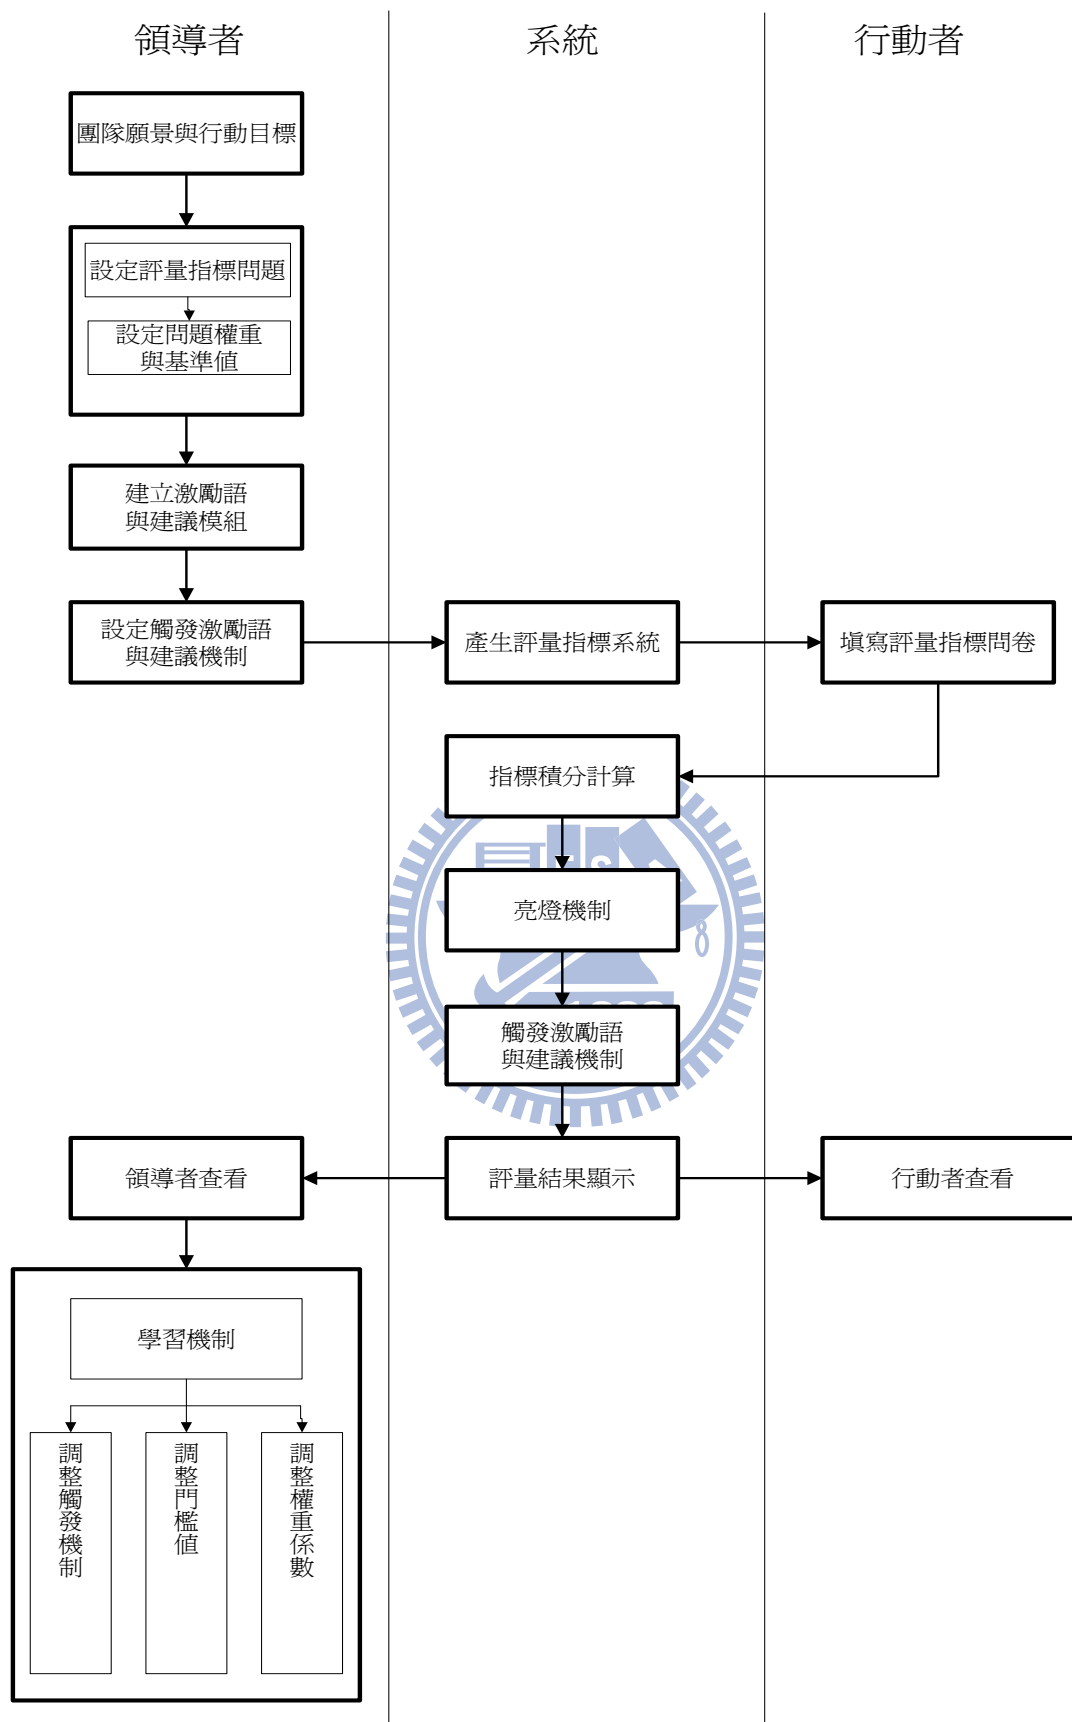 領導者
系統
行動者
團隊願景與行動目標
設定評量指標問題
設定問題權重
與基準值
建立激勵語
與建議模組
設定觸發激勵語
與建議機制
產生評量指標系統
填寫評量指標問卷
指標積分計算
亮燈機制
觸發激勵語
與建議機制
領導者查看
評量結果顯示
行動者查看
學習機制
調整觸發機制
調整門檻值
調整權重係數